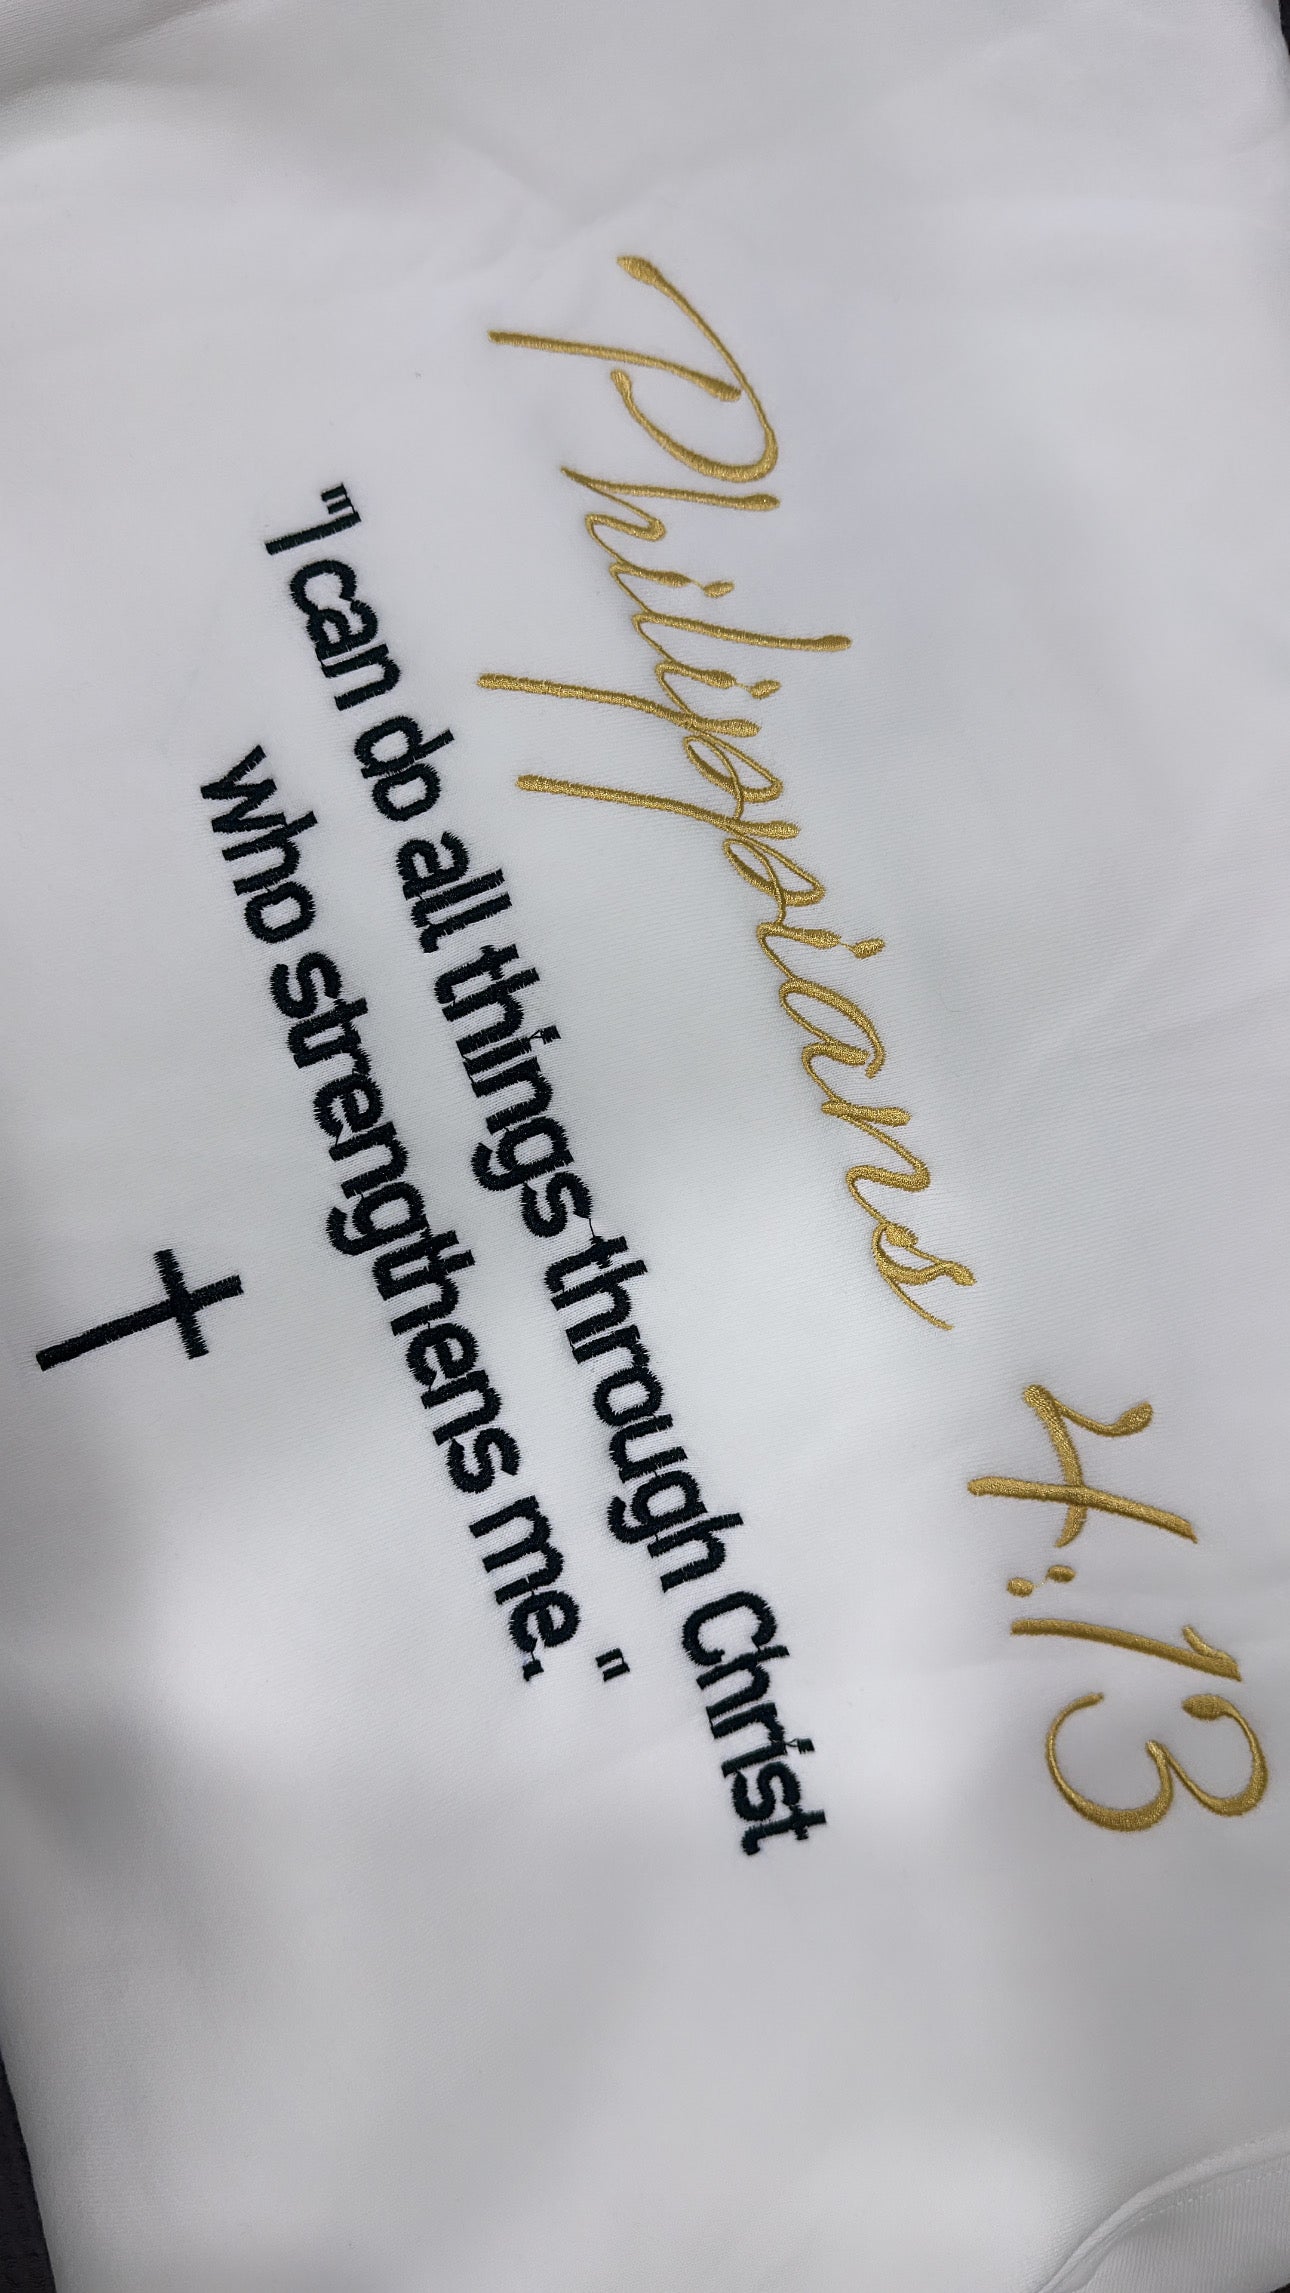 Philippians 4:13
"I can do all things through Christ
who strengthens me."